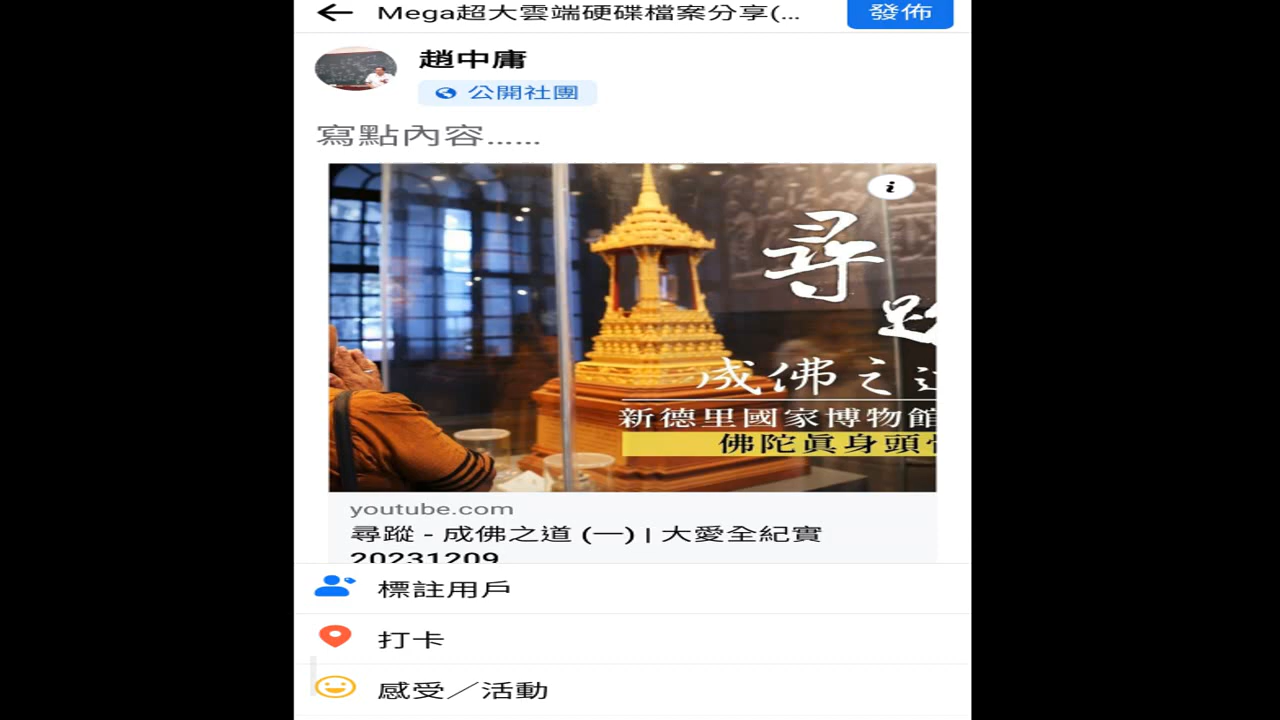 Mega超大雲端硬碟檔案分享(...
發佈
趙中庸
公開社團
寫點內容......
尋
成佛之
新德里國家博物館
佛陀眞身頭
youtube.com
尋蹤 - 成佛之道 (一) | 大愛全紀實
20231209
標註用戶
打卡
感受／活動